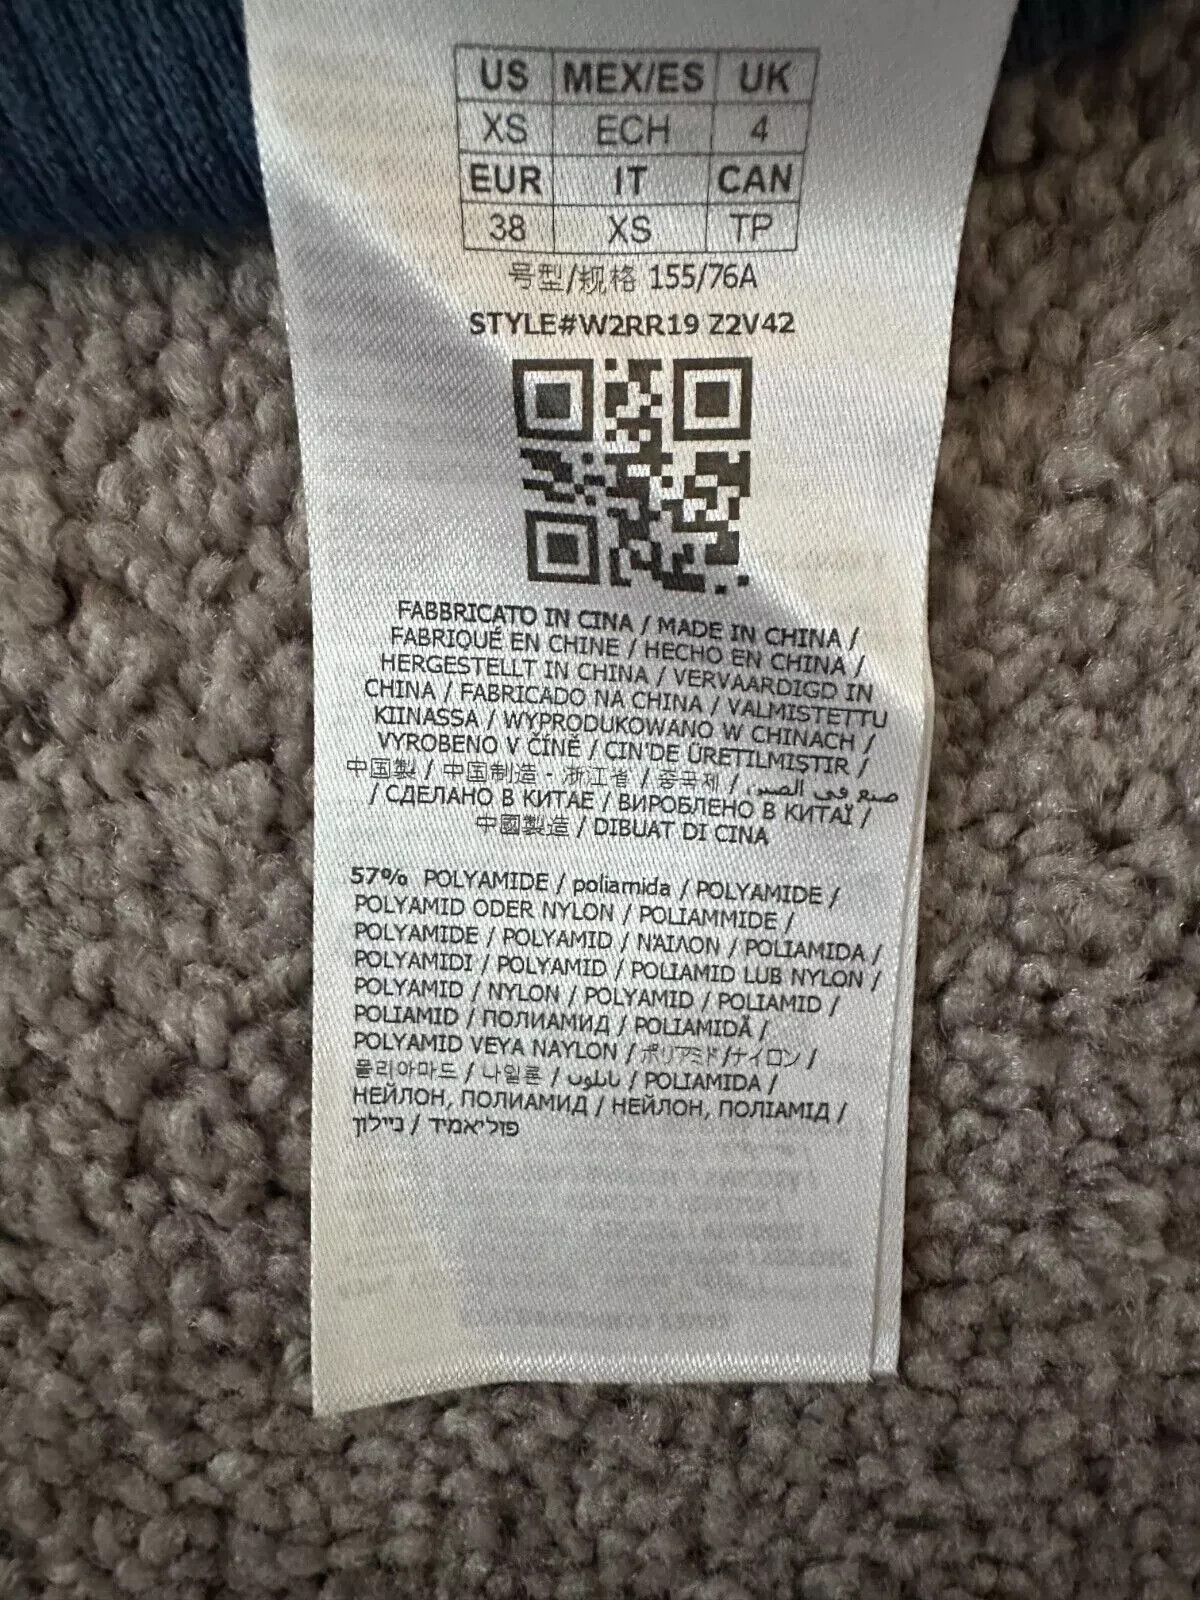 US MEX/ES UK
XS ECH 4
EUR IT CAN
38 XS TP
号型/规格 155/76A
STYLE#W2RR19 Z2V42
FABBRICATO IN CINA / MADE IN CHINA /
FABRIQUÉ EN CHINE / HECHO EN CHINA /
HERGESTELLT IN CHINA / VERVAARDIGD IN
CHINA / FABRICADO NA CHINA / VALMISTETTU
KIINASSA / WYPRODUKOWANO W CHINACH /
VYROBENO V ČÍNĚ / ÇIN'DE ÜRETILMIŞTIR /
中国製 / 中国制造 - 浙江省 / 중국제 / صنع في الصين
/ СДЕЛАНО В КИТАЕ / ВИРОБЛЕНО В КИТАЇ /
中國製造 / DIBUAT DI CINA
57% POLYAMIDE / poliamida / POLYAMIDE /
POLYAMID ODER NYLON / POLIAMMIDE /
POLYAMIDE / POLYAMID / ΝΆΙΛΟΝ / POLIAMIDA /
POLYAMIDI / POLYAMID / POLIAMID LUB NYLON /
POLYAMID / NYLON / POLYAMID / POLIAMID /
POLIAMID / ПОЛИАМИД / POLIAMIDĂ /
POLYAMID VEYA NAYLON / ポリアミド/ナイロン /
폴리아마드 / 나일론 / نايلون / POLIAMIDA /
НЕЙЛОН, ПОЛИАМИД / НЕЙЛОН, ПОЛІАМІД /
פוליאמיד / ניילון